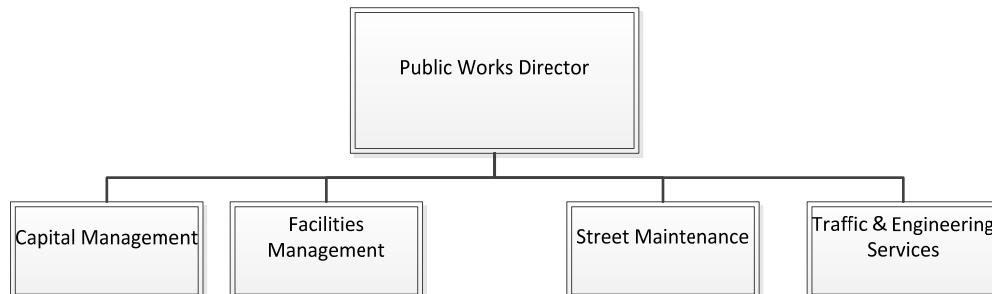 Public Works Director
Capital Management
Facilities
Management
Street Maintenance
Traffic & Engineering
Services